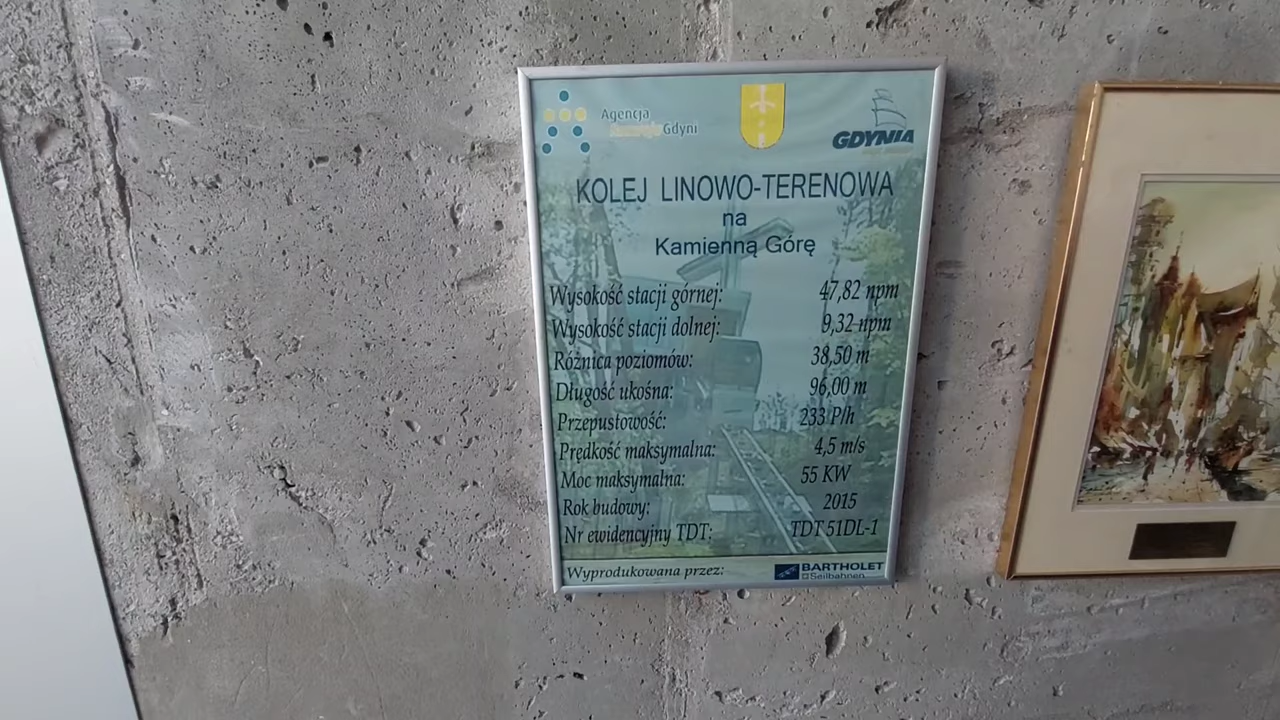 Agencja
Rozwoju Gdyni
GDYNIA
KOLEJ LINOWO-TERENOWA
na
Kamienną Górę
Wysokość stacji górnej: 47,82 npm
Wysokość stacji dolnej: 9,32 npm
Różnica poziomów: 38,50 m
Długość ukośna: 96,00 m
Przepustowość: 233 P/h
Prędkość maksymalna: 4,5 m/s
Moc maksymalna: 55 KW
Rok budowy: 2015
Nr ewidencyjny TDT: TDT 51DL-1
Wyprodukowana przez: BARTHOLET
Seilbahnen